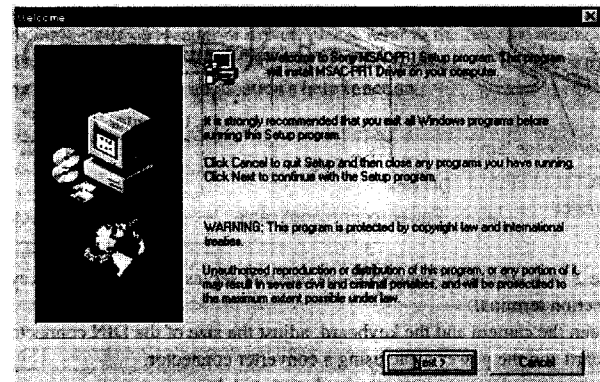 Welcome
Welcome to Sony MSAC-PR1 Setup program. This program
will install MSAC-PR1 Driver on your computer.
It is strongly recommended that you exit all Windows programs before
running this Setup program.
Click Cancel to quit Setup and then close any programs you have running.
Click Next to continue with the Setup program.
WARNING: This program is protected by copyright law and international
treaties.
Unauthorized reproduction or distribution of this program, or any portion of it,
may result in severe civil and criminal penalties, and will be prosecuted to
the maximum extent possible under law.
Next >
Cancel